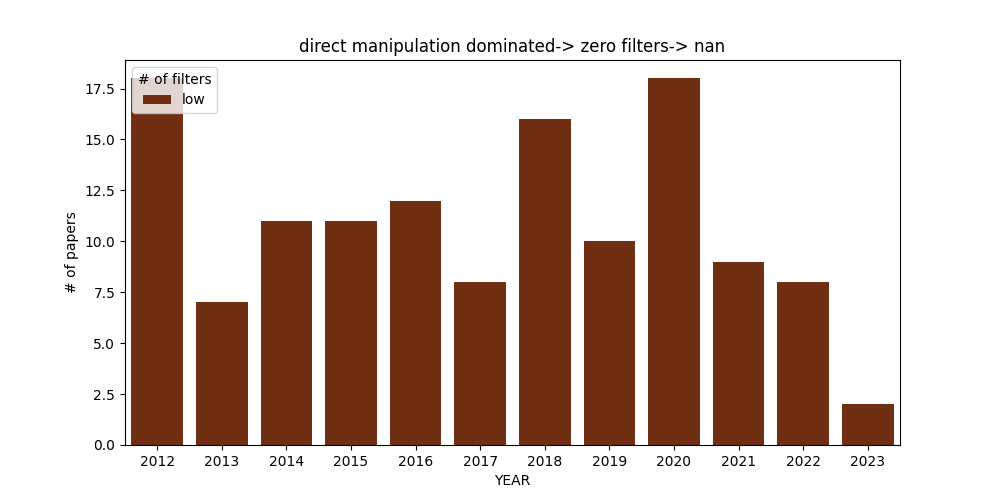 direct manipulation dominated-> zero filters-> nan
# of filters
low
17.5
15.0
12.5
10.0
7.5
5.0
2.5
0.0
# of papers
2012 2013 2014 2015 2016 2017 2018 2019 2020 2021 2022 2023
YEAR